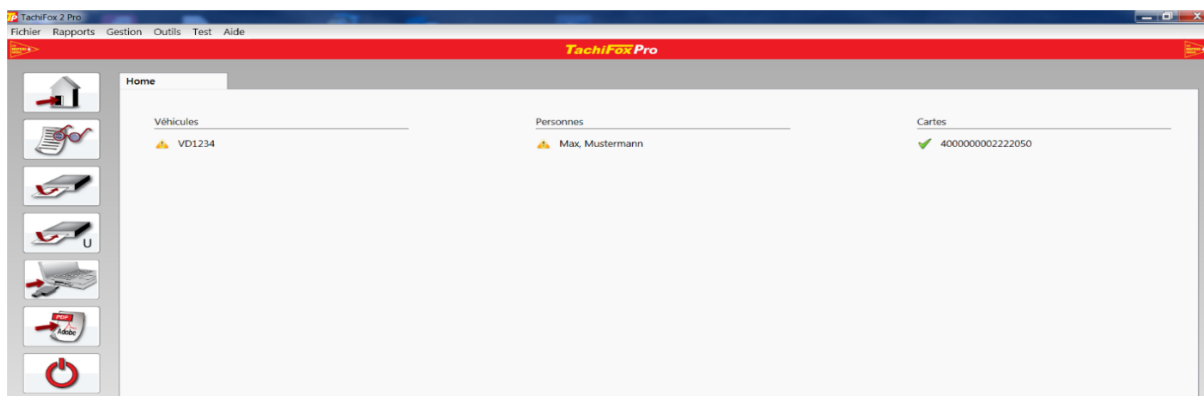 TachiFox 2 Pro
Fichier Rapports Gestion Outils Test Aide
TachiFox Pro
Home
Véhicules
VD1234
Personnes
Max, Mustermann
Cartes
4000000002222050
U
PDF
Adobe